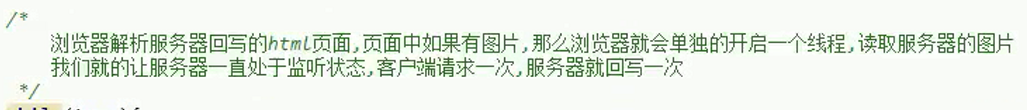 /*
浏览器解析服务器回写的html页面,页面中如果有图片,那么浏览器就会单独的开启一个线程,读取服务器的图片
我们就的让服务器一直处于监听状态,客户端请求一次,服务器就回写一次
*/